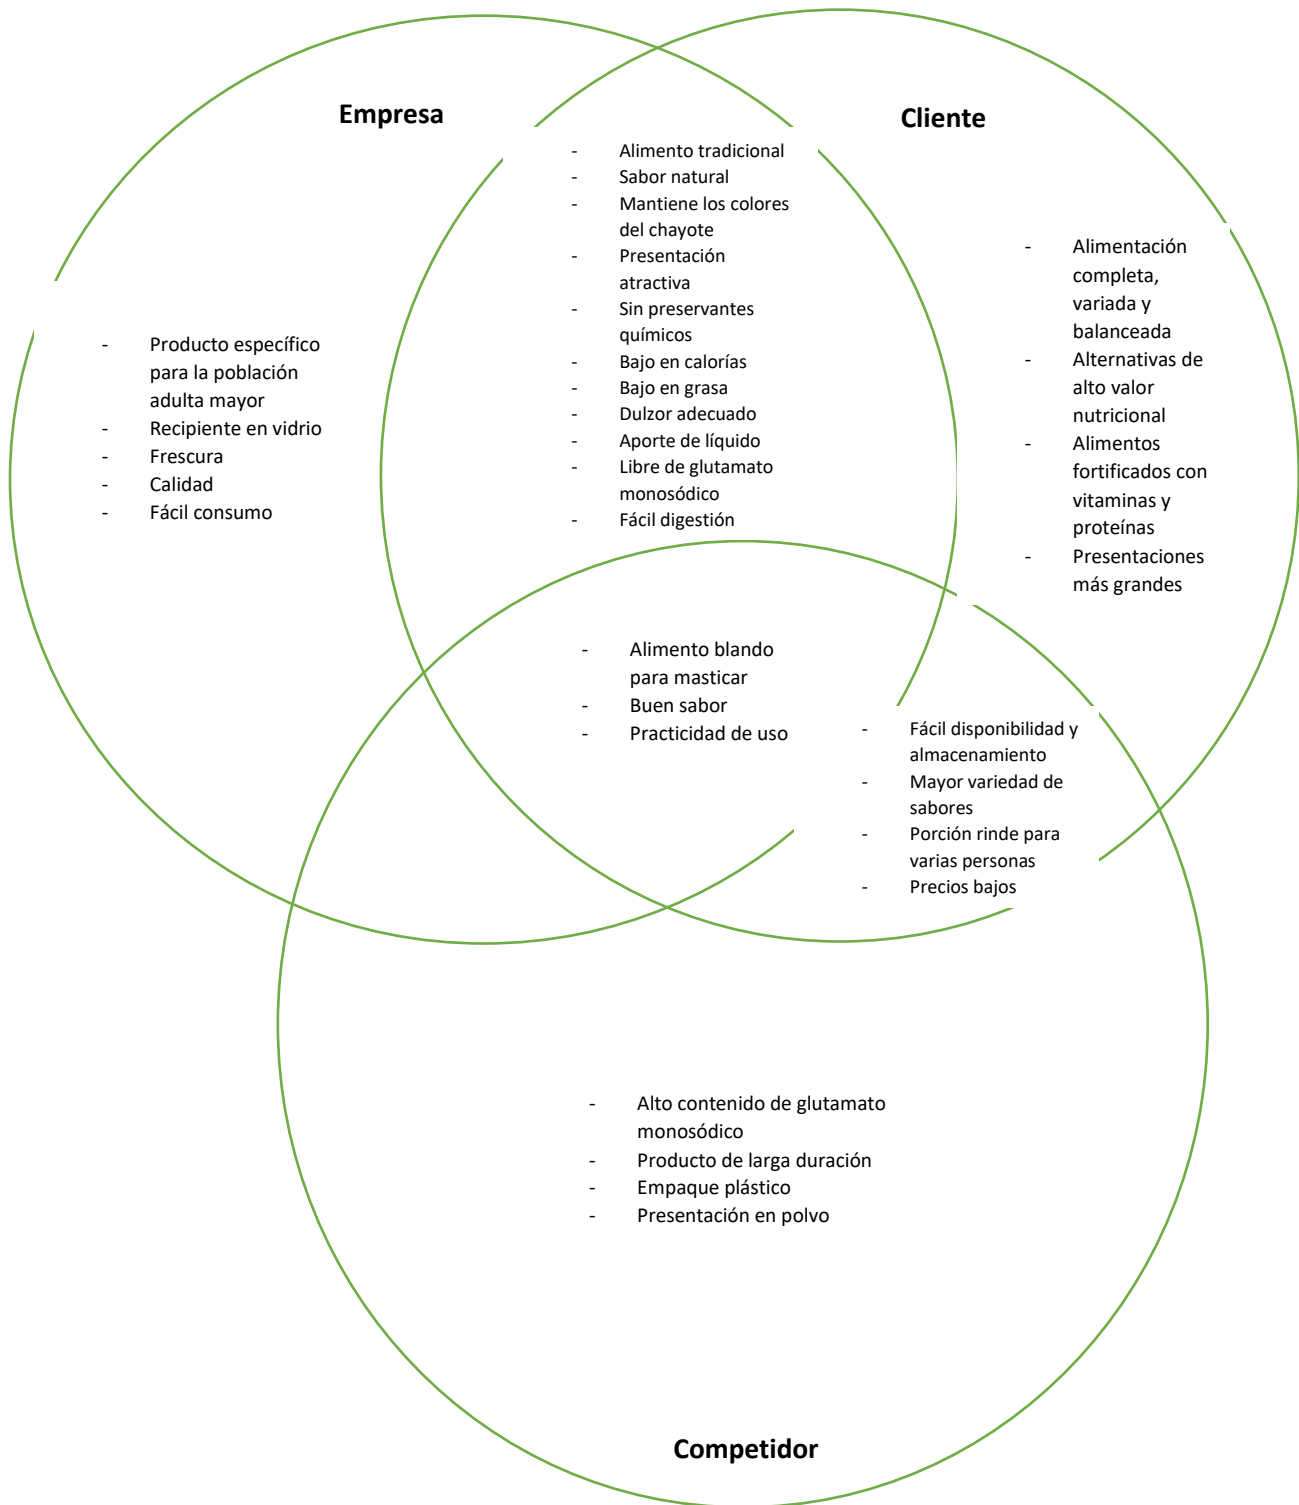 Empresa
Cliente
- Alimento tradicional
- Sabor natural
- Mantiene los colores
del chayote
- Presentación
atractiva
- Sin preservantes
químicos
- Bajo en calorías
- Bajo en grasa
- Dulzor adecuado
- Aporte de líquido
- Libre de glutamato
monosódico
- Fácil digestión
- Alimentación
completa,
variada y
balanceada
- Alternativas de
alto valor
nutricional
- Alimentos
fortificados con
vitaminas y
proteínas
- Presentaciones
más grandes
- Producto específico
para la población
adulta mayor
- Recipiente en vidrio
- Frescura
- Calidad
- Fácil consumo
- Alimento blando
para masticar
- Buen sabor
- Practicidad de uso
- Fácil disponibilidad y
almacenamiento
- Mayor variedad de
sabores
- Porción rinde para
varias personas
- Precios bajos
- Alto contenido de glutamato
monosódico
- Producto de larga duración
- Empaque plástico
- Presentación en polvo
Competidor